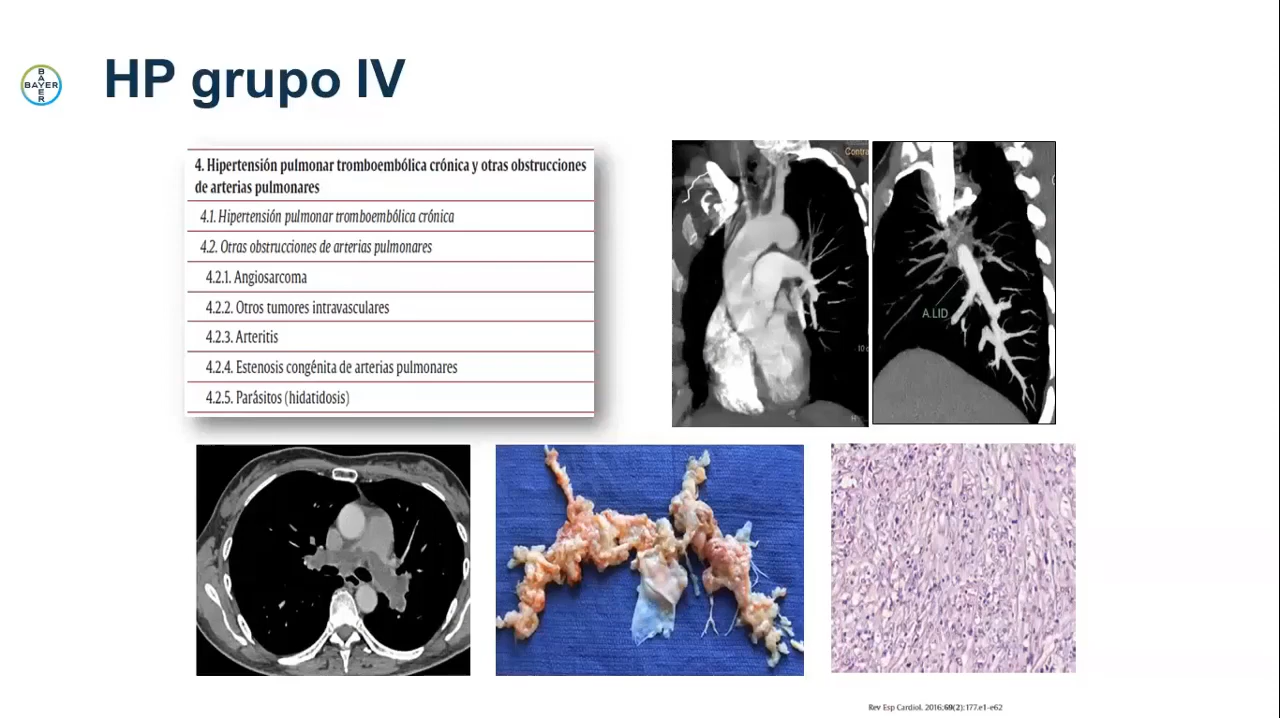 BAYER
BAYER
HP grupo IV
4. Hipertensión pulmonar tromboembólica crónica y otras obstrucciones
de arterias pulmonares
4.1. Hipertensión pulmonar tromboembólica crónica
4.2. Otras obstrucciones de arterias pulmonares
4.2.1. Angiosarcoma
4.2.2. Otros tumores intravasculares
4.2.3. Arteritis
4.2.4. Estenosis congénita de arterias pulmonares
4.2.5. Parásitos (hidatidosis)
Contra
10 c
A.LID
Rev Esp Cardiol. 2016;69(2):177.e1-e62